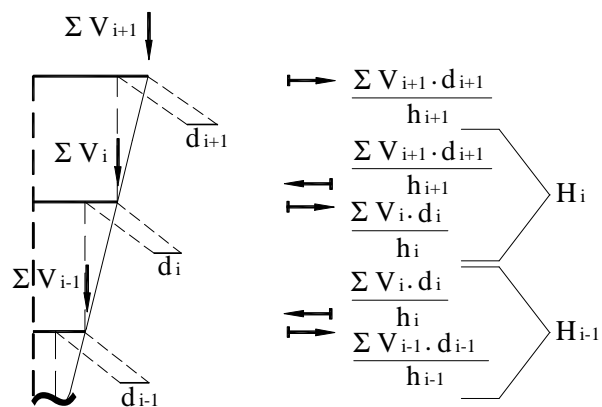 Σ V i+1
d i+1
Σ V i
d i
Σ V i-1
d i-1
Σ V i+1 · d i+1
h i+1
Σ V i+1 · d i+1
h i+1
Σ V i · d i
h i
H i
Σ V i · d i
h i
Σ V i-1 · d i-1
h i-1
H i-1